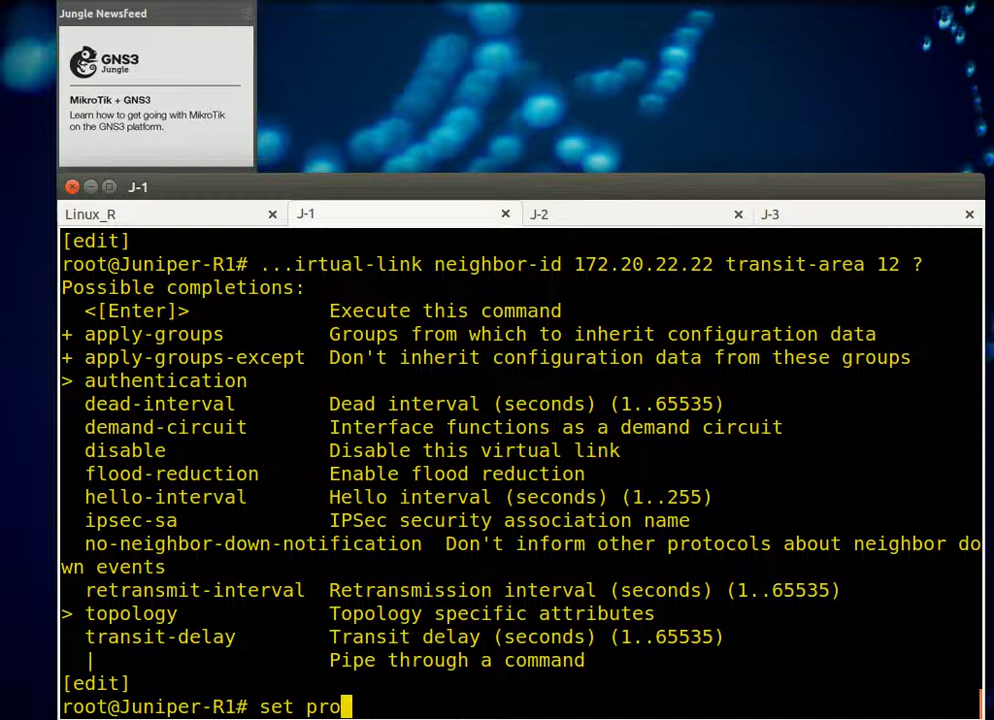 Jungle Newsfeed
GNS3
Jungle
MikroTik + GNS3
Learn how to get going with MikroTik
on the GNS3 platform.
J-1
Linux_R
J-1
J-2
J-3
[edit]
root@Juniper-R1# ...irtual-link neighbor-id 172.20.22.22 transit-area 12 ?
Possible completions:
<[Enter]> Execute this command
+ apply-groups Groups from which to inherit configuration data
+ apply-groups-except Don't inherit configuration data from these groups
> authentication
dead-interval Dead interval (seconds) (1..65535)
demand-circuit Interface functions as a demand circuit
disable Disable this virtual link
flood-reduction Enable flood reduction
hello-interval Hello interval (seconds) (1..255)
ipsec-sa IPSec security association name
no-neighbor-down-notification Don't inform other protocols about neighbor do
wn events
retransmit-interval Retransmission interval (seconds) (1..65535)
> topology Topology specific attributes
transit-delay Transit delay (seconds) (1..65535)
| Pipe through a command
[edit]
root@Juniper-R1# set pro